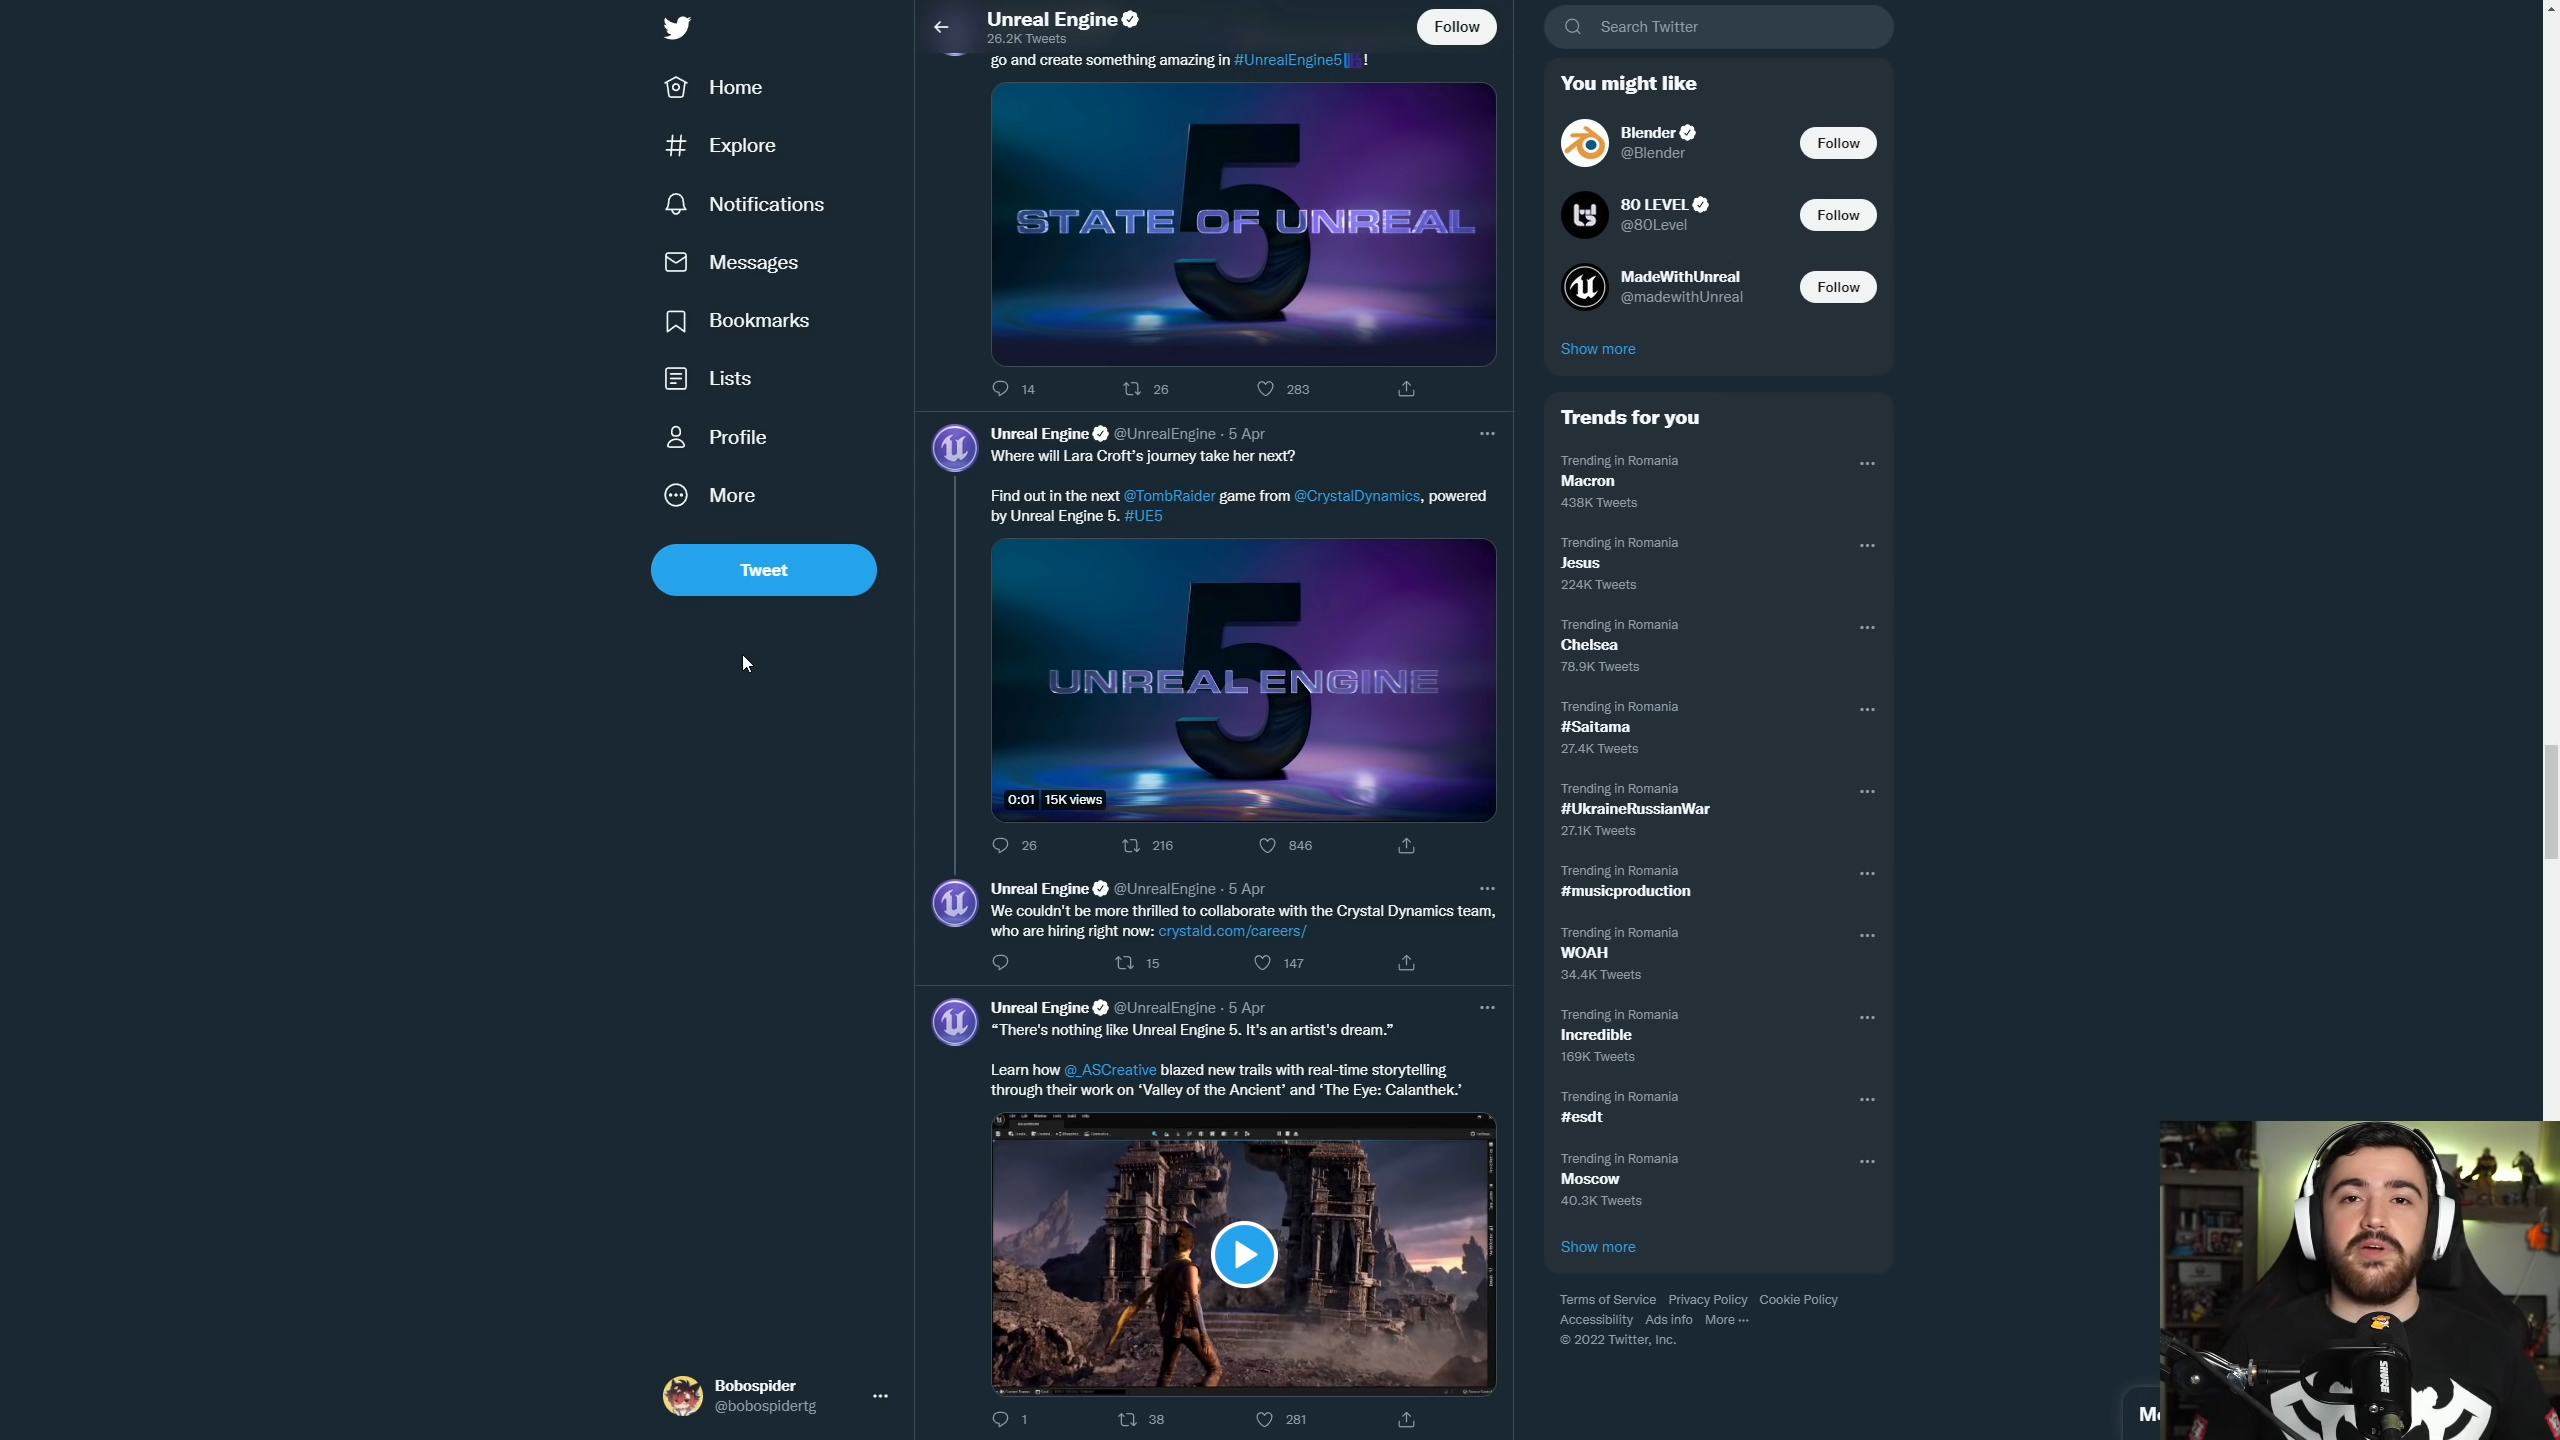 Home
Explore
Notifications
Messages
Bookmarks
Lists
Profile
More
Tweet
Bobospider
@bobospidertg
Unreal Engine
26.2K Tweets
Follow
go and create something amazing in #UnrealEngine5 !
5
STATE OF UNREAL
14 26 283
Unreal Engine @UnrealEngine · 5 Apr
Where will Lara Croft's journey take her next?
Find out in the next @TombRaider game from @CrystalDynamics, powered
by Unreal Engine 5. #UE5
5
UNREAL ENGINE
0:01 15K views
26 216 846
Unreal Engine @UnrealEngine · 5 Apr
We couldn't be more thrilled to collaborate with the Crystal Dynamics team,
who are hiring right now: crystald.com/careers/
15 147
Unreal Engine @UnrealEngine · 5 Apr
“There's nothing like Unreal Engine 5. It's an artist's dream.”
Learn how @_ASCreative blazed new trails with real-time storytelling
through their work on ‘Valley of the Ancient’ and ‘The Eye: Calanthek.’
1 38 281
Search Twitter
You might like
Blender
@Blender
Follow
80 LEVEL
@80Level
Follow
MadeWithUnreal
@madewithUnreal
Follow
Show more
Trends for you
Trending in Romania
Macron
438K Tweets
Trending in Romania
Jesus
224K Tweets
Trending in Romania
Chelsea
78.9K Tweets
Trending in Romania
#Saitama
27.4K Tweets
Trending in Romania
#UkraineRussianWar
27.1K Tweets
Trending in Romania
#musicproduction
Trending in Romania
WOAH
34.4K Tweets
Trending in Romania
Incredible
169K Tweets
Trending in Romania
#esdt
Trending in Romania
Moscow
40.3K Tweets
Show more
Terms of Service Privacy Policy Cookie Policy
Accessibility Ads info More ···
© 2022 Twitter, Inc.
SHURE